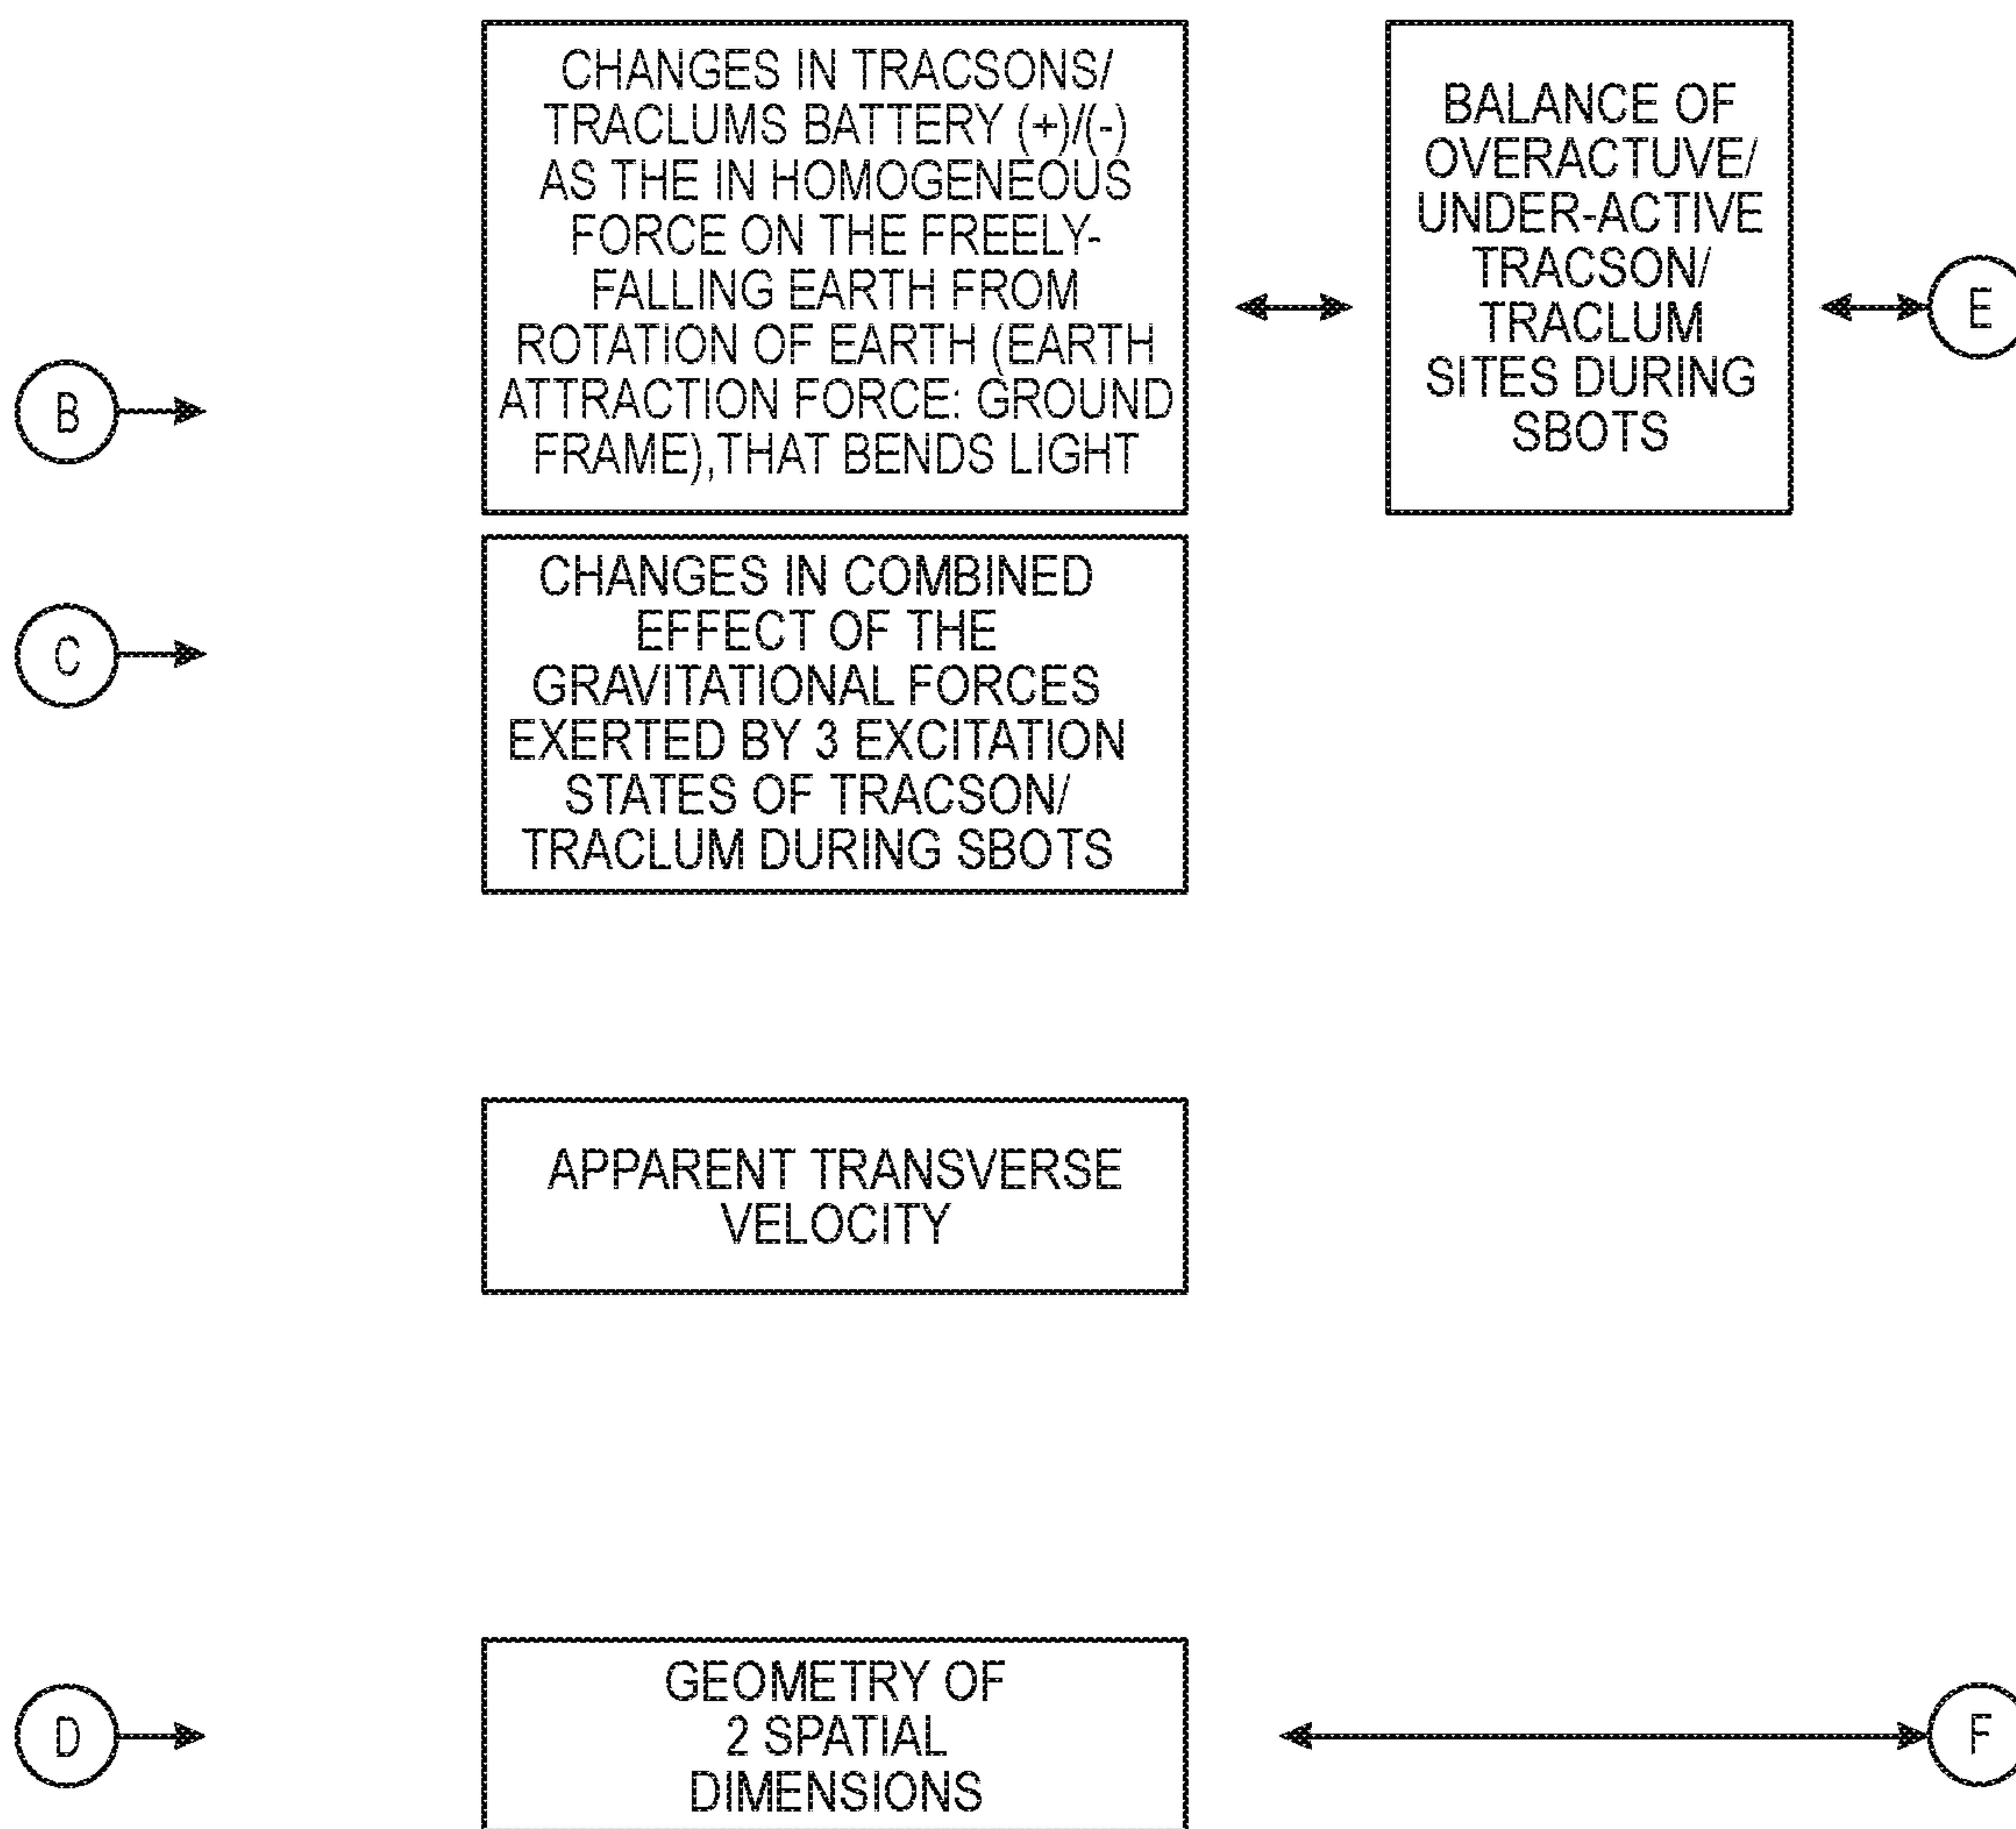 CHANGES IN TRACSONS/
TRACLUMS BATTERY (+)/(-)
AS THE IN HOMOGENEOUS
FORCE ON THE FREELY-
FALLING EARTH FROM
ROTATION OF EARTH (EARTH
ATTRACTION FORCE: GROUND
FRAME),THAT BENDS LIGHT
BALANCE OF
OVERACTUVE/
UNDER-ACTIVE
TRACSON/
TRACLUM
SITES DURING
SBOTS
E
B
C
CHANGES IN COMBINED
EFFECT OF THE
GRAVITATIONAL FORCES
EXERTED BY 3 EXCITATION
STATES OF TRACSON/
TRACLUM DURING SBOTS
APPARENT TRANSVERSE
VELOCITY
D
GEOMETRY OF
2 SPATIAL
DIMENSIONS
F